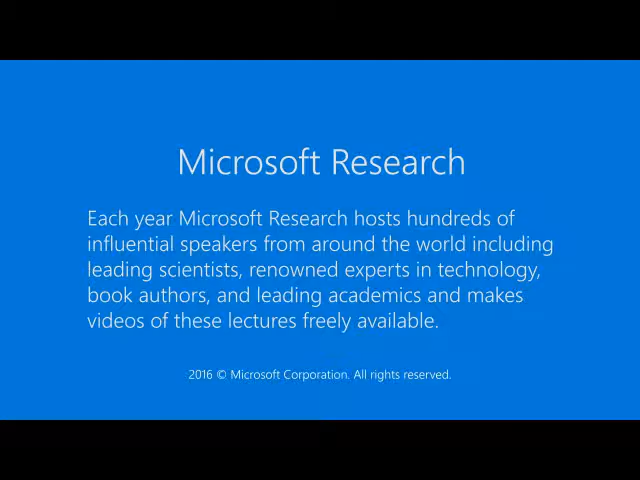 Microsoft Research
Each year Microsoft Research hosts hundreds of
influential speakers from around the world including
leading scientists, renowned experts in technology,
book authors, and leading academics and makes
videos of these lectures freely available.
2016 © Microsoft Corporation. All rights reserved.